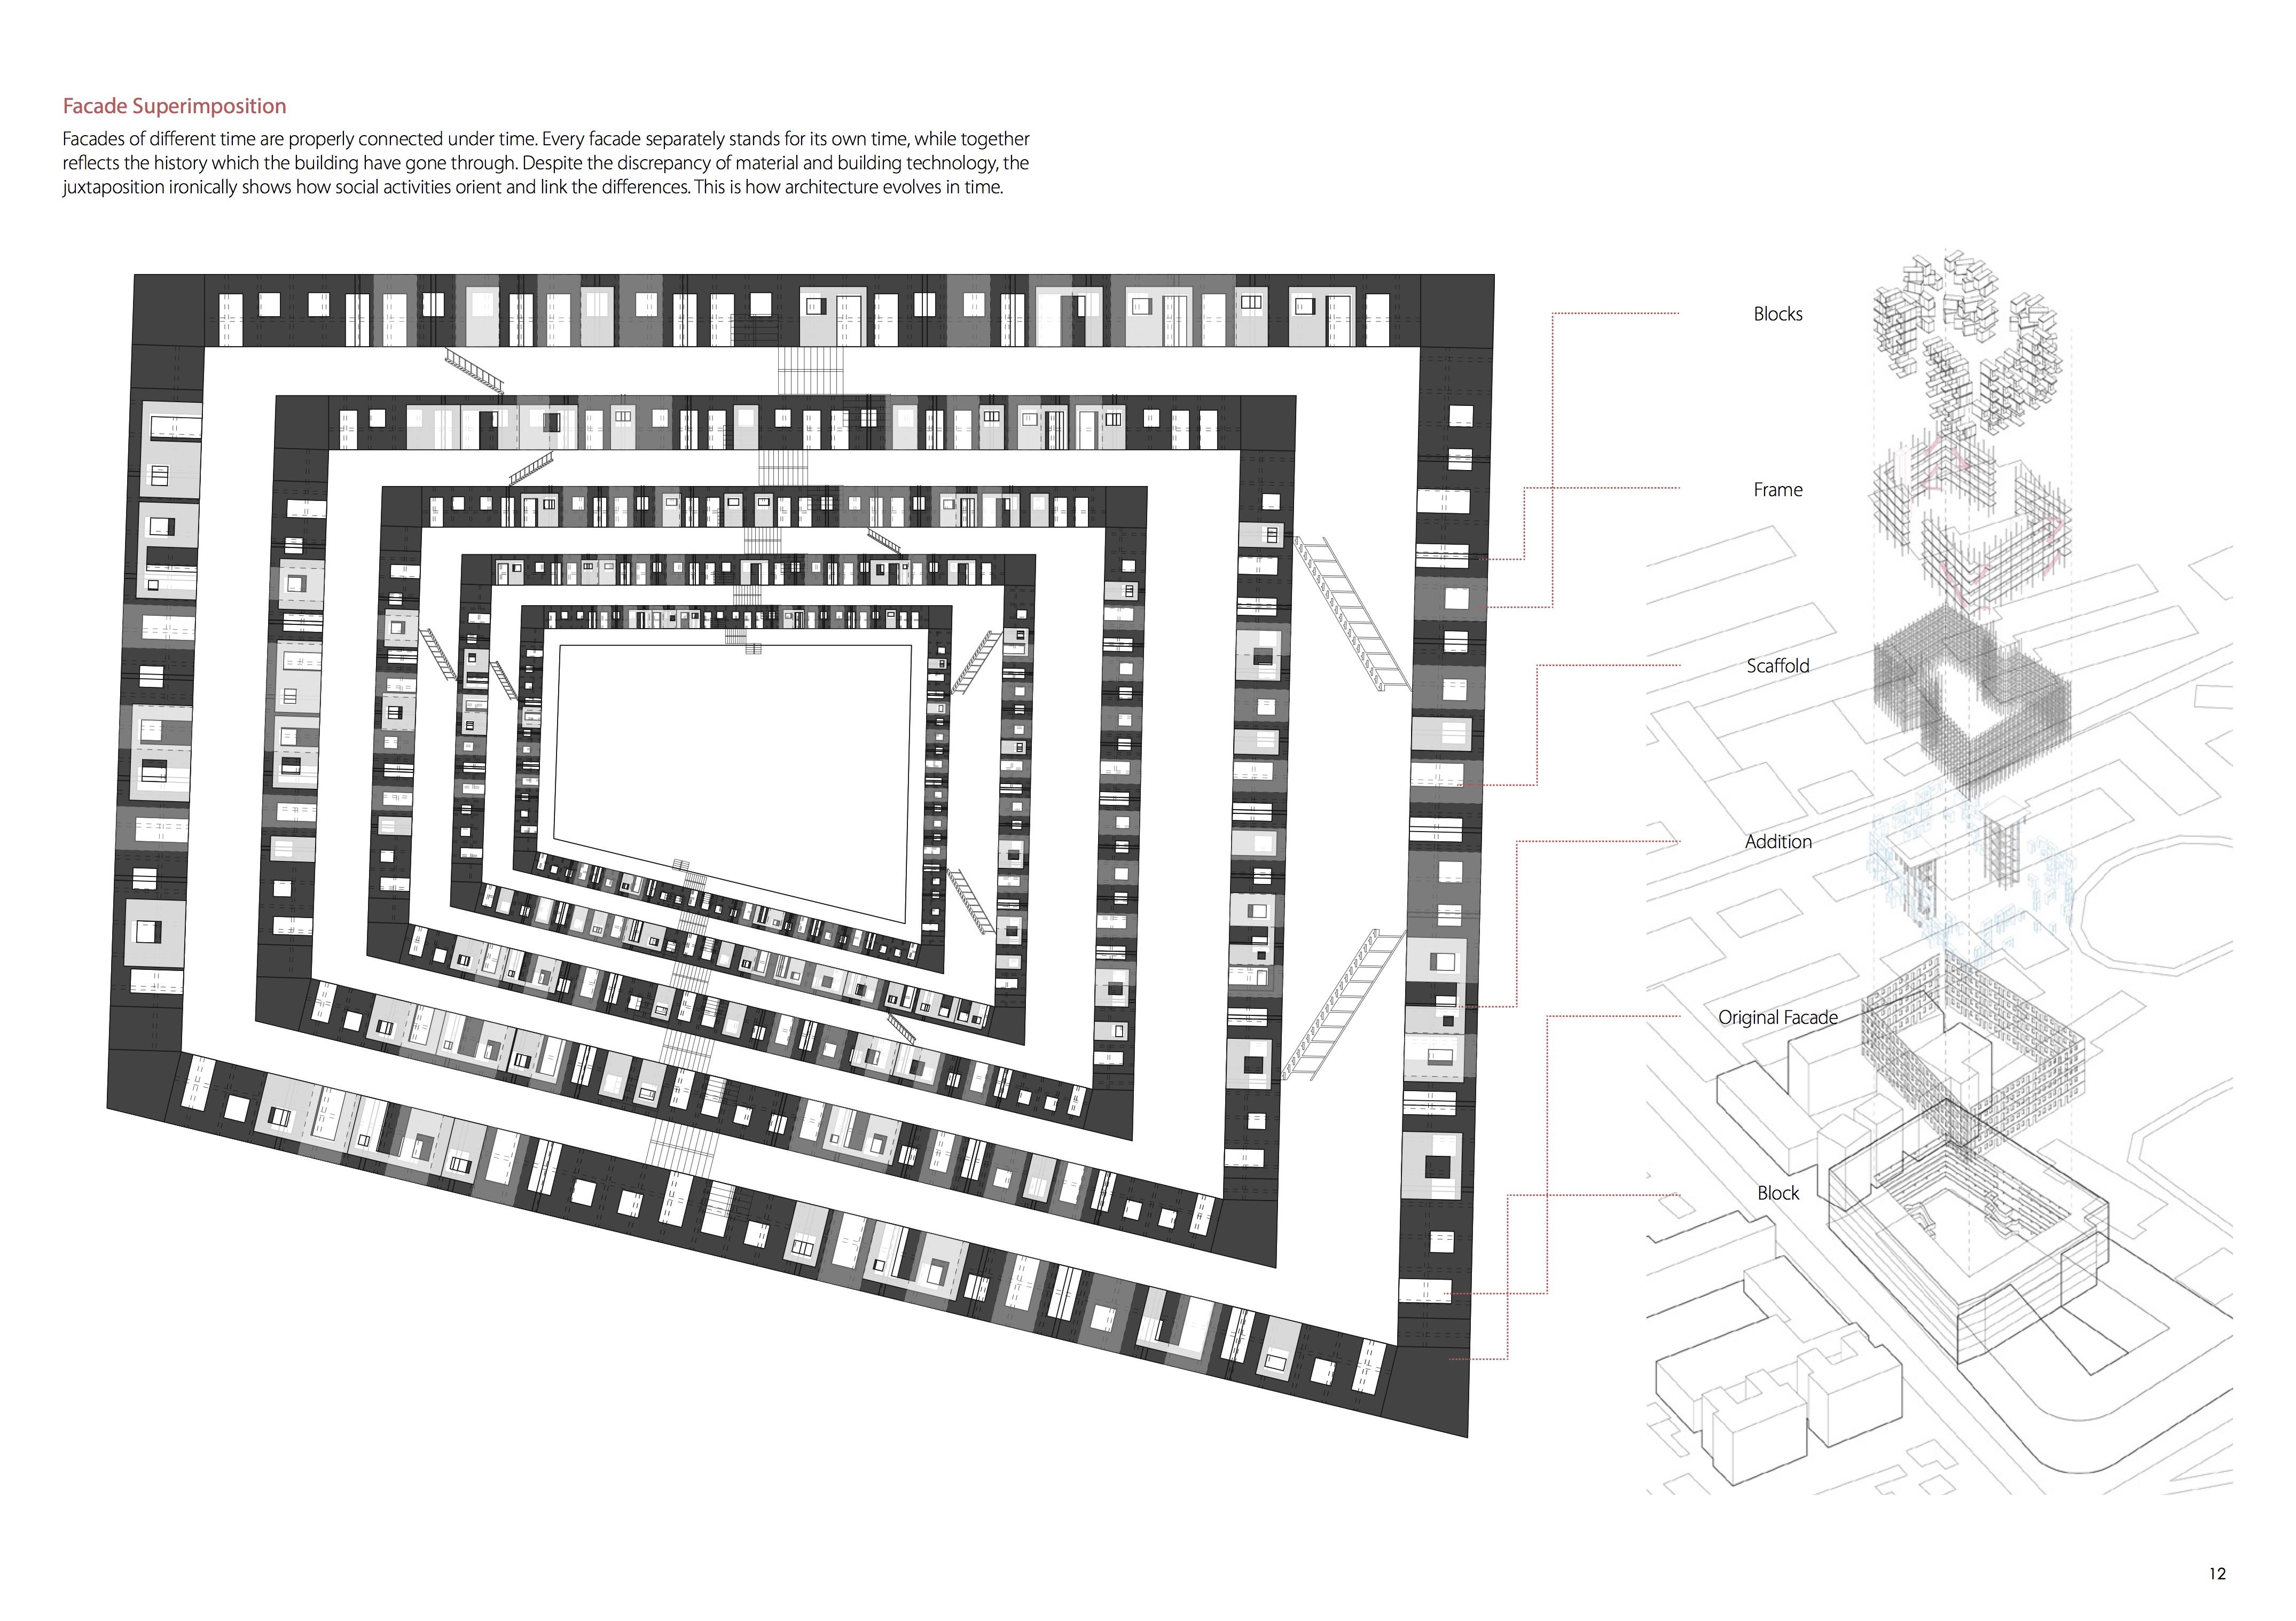 Facade Superimposition
Facades of different time are properly connected under time. Every facade separately stands for its own time, while together
reflects the history which the building have gone through. Despite the discrepancy of material and building technology, the
juxtaposition ironically shows how social activities orient and link the differences. This is how architecture evolves in time.
Blocks
Frame
Scaffold
Addition
Original Facade
Block
12